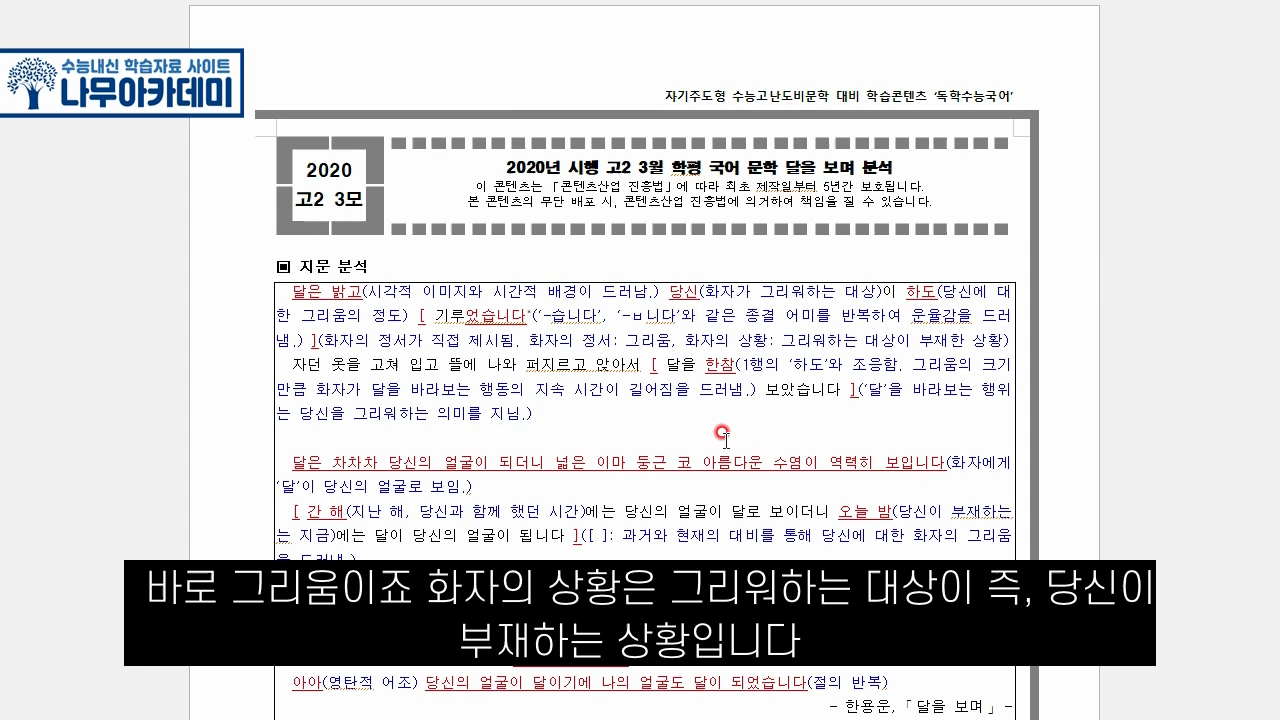 수능내신 학습자료 사이트
나무아카데미
자기주도형 수능고난도비문학 대비 학습콘텐츠 '독학수능국어'
2020
고2 3모
2020년 시행 고2 3월 학평 국어 문학 달을 보며 분석
이 콘텐츠는 「콘텐츠산업 진흥법」에 따라 최초 제작일부터 5년간 보호됩니다.
본 콘텐츠의 무단 배포 시, 콘텐츠산업 진흥법에 의거하여 책임을 질 수 있습니다.
▣ 지문 분석
달은 밝고(시각적 이미지와 시간적 배경이 드러남.) 당신(화자가 그리워하는 대상)이 하도(당신에 대
한 그리움의 정도) [ 기루었습니다*('-습니다', '-ㅂ니다'와 같은 종결 어미를 반복하여 운율감을 드러
냄.) ](화자의 정서가 직접 제시됨. 화자의 정서: 그리움, 화자의 상황: 그리워하는 대상이 부재한 상황)
자던 옷을 고쳐 입고 뜰에 나와 퍼지르고 앉아서 [ 달을 한참(1행의 '하도'와 조응함. 그리움의 크기
만큼 화자가 달을 바라보는 행동의 지속 시간이 길어짐을 드러냄.) 보았습니다 ]('달'을 바라보는 행위
는 당신을 그리워하는 의미를 지님.)
달은 차차차 당신의 얼굴이 되더니 넓은 이마 둥근 코 아름다운 수염이 역력히 보입니다(화자에게
'달'이 당신의 얼굴로 보임.)
[ 간 해(지난 해, 당신과 함께 했던 시간)에는 당신의 얼굴이 달로 보이더니 오늘 밤(당신이 부재하는
는 지금)에는 달이 당신의 얼굴이 됩니다 ]([ ]: 과거와 현재의 대비를 통해 당신에 대한 화자의 그리움
을 드러냄.)
바로 그리움이죠 화자의 상황은 그리워하는 대상이 즉, 당신이
부재하는 상황입니다
아아(영탄적 어조) 당신의 얼굴이 달이기에 나의 얼굴도 달이 되었습니다(절의 반복)
- 한용운,「달을 보며」-